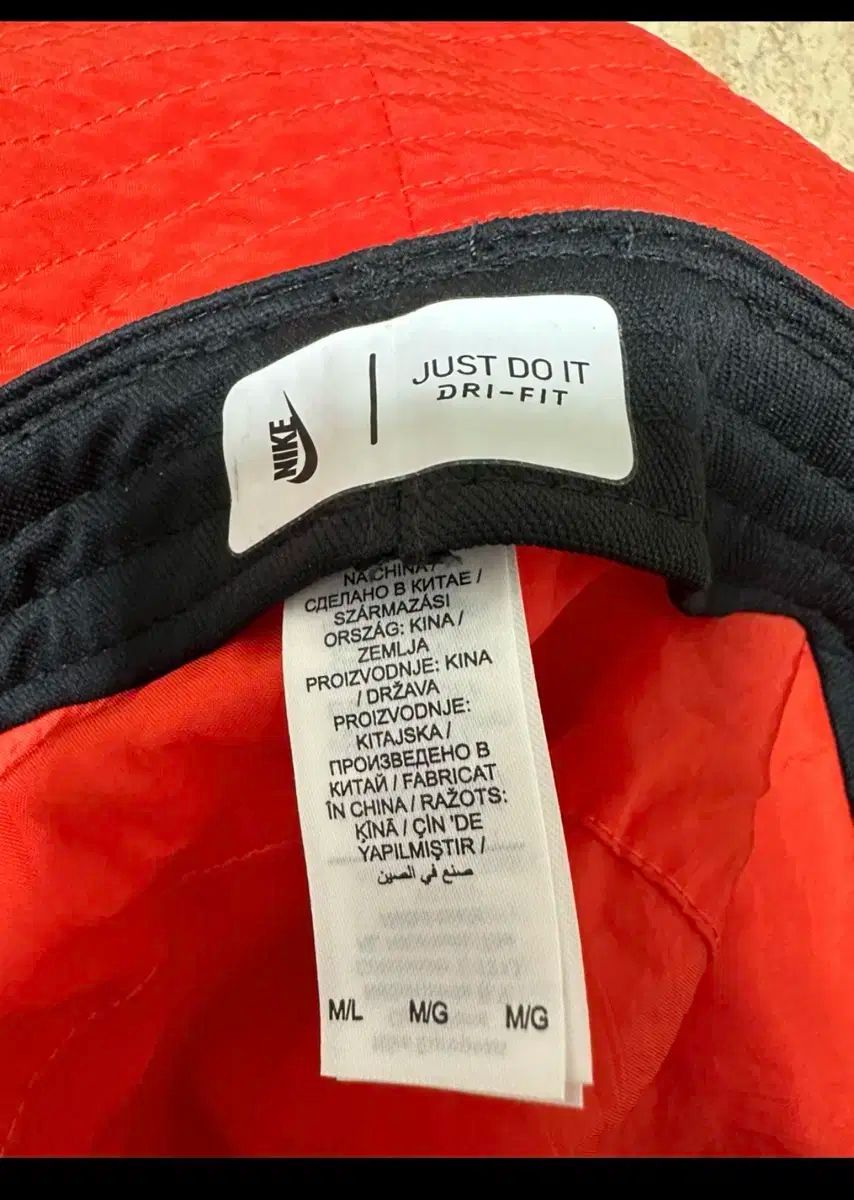 NIKE
JUST DO IT
DRI-FIT
NA CHINA /
СДЕЛАНО В КИТАЕ /
SZÁRMAZÁSI
ORSZÁG: KINA /
ZEMLJA
PROIZVODNJE: KINA
/ DRŽAVA
PROIZVODNJE:
KITAJSKA /
ПРОИЗВЕДЕНО В
КИТАЙ / FABRICAT
ÎN CHINA / RAŽOTS:
ĶĪNĀ / ÇİN 'DE
YAPILMIŞTIR /
صنع في الصين
M/L M/G M/G